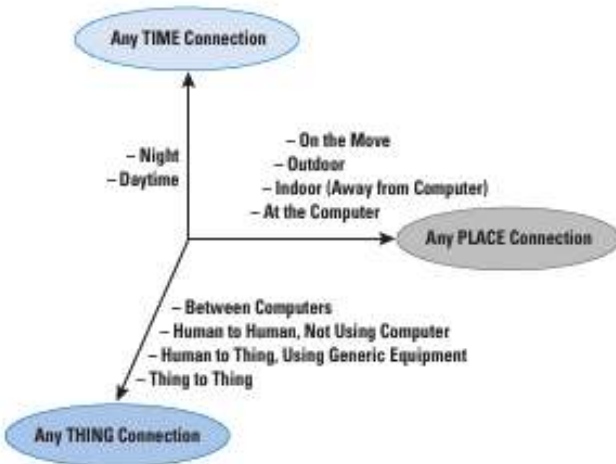 Any TIME Connection
– Night
– Daytime
– On the Move
– Outdoor
– Indoor (Away from Computer)
– At the Computer
Any PLACE Connection
– Between Computers
– Human to Human, Not Using Computer
– Human to Thing, Using Generic Equipment
– Thing to Thing
Any THING Connection